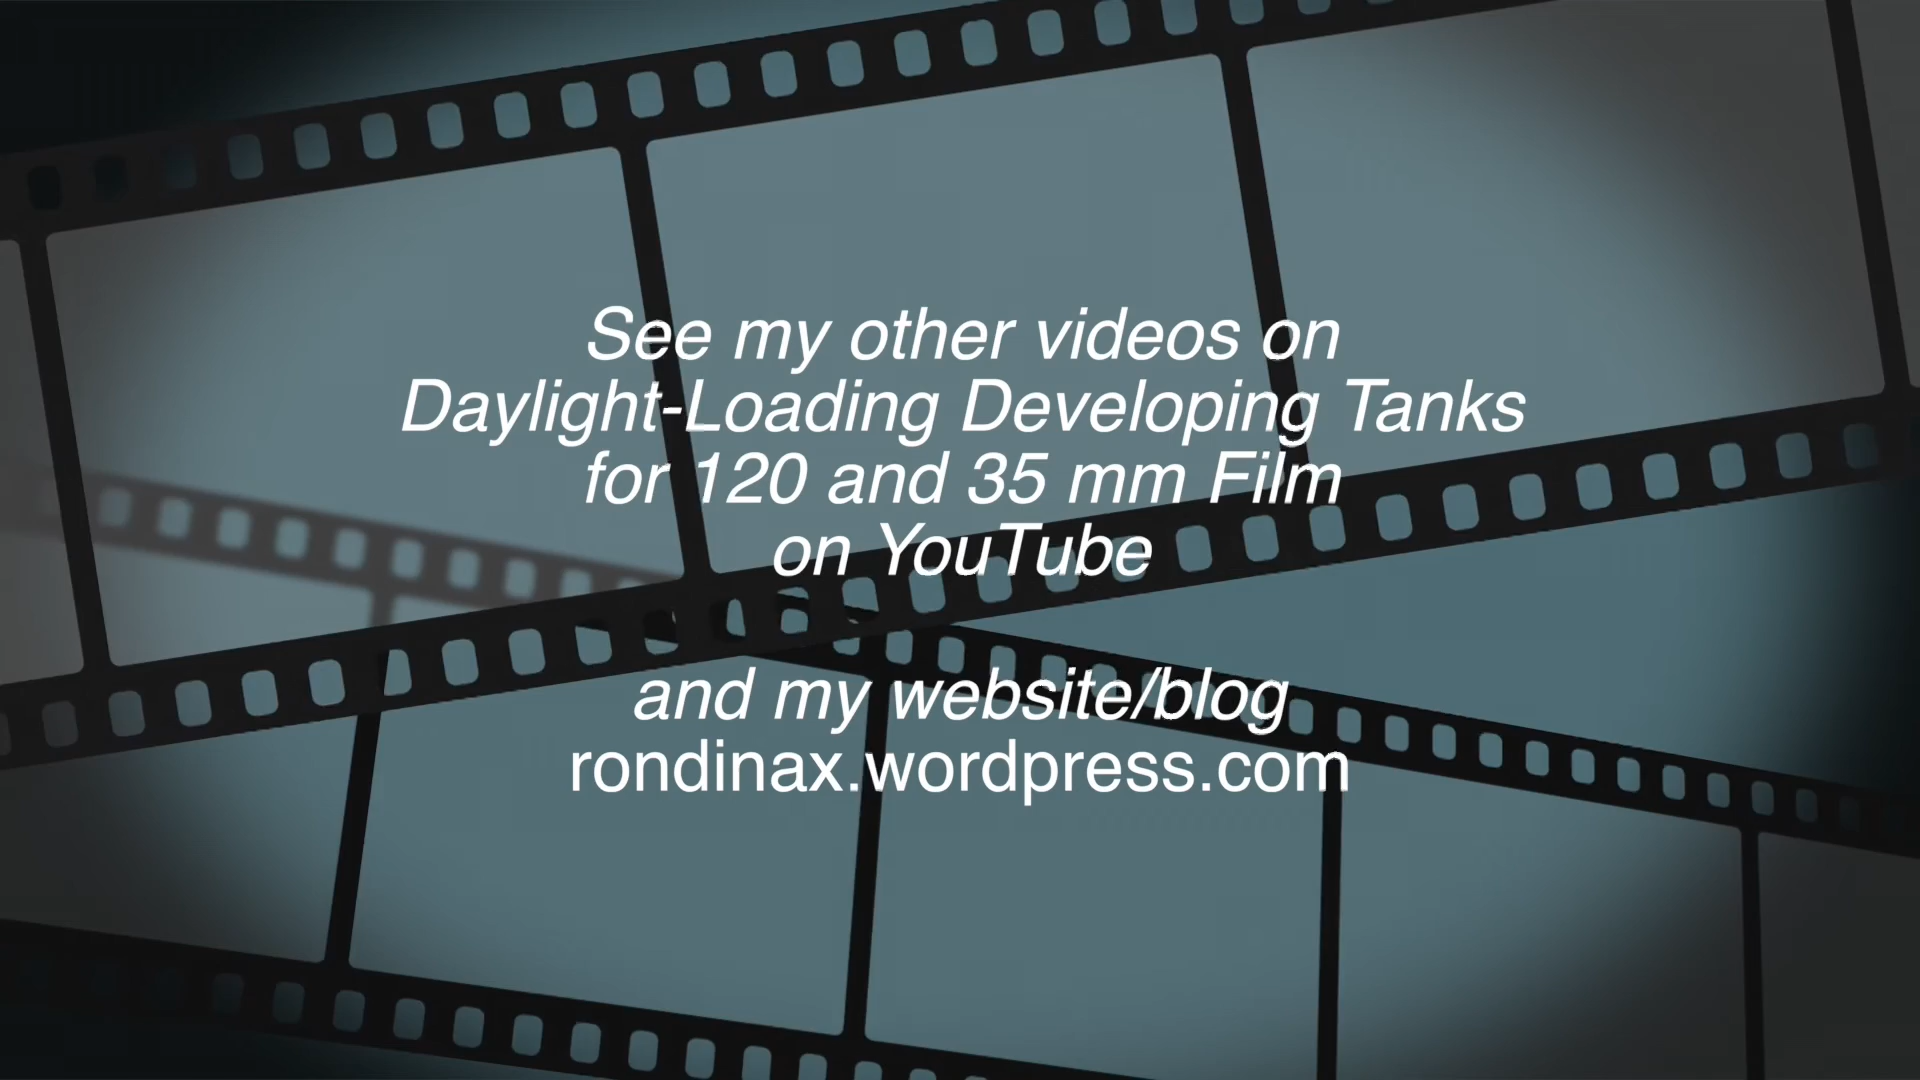 See my other videos on
Daylight-Loading Developing Tanks
for 120 and 35 mm Film
on YouTube
and my website/blog
rondinax.wordpress.com